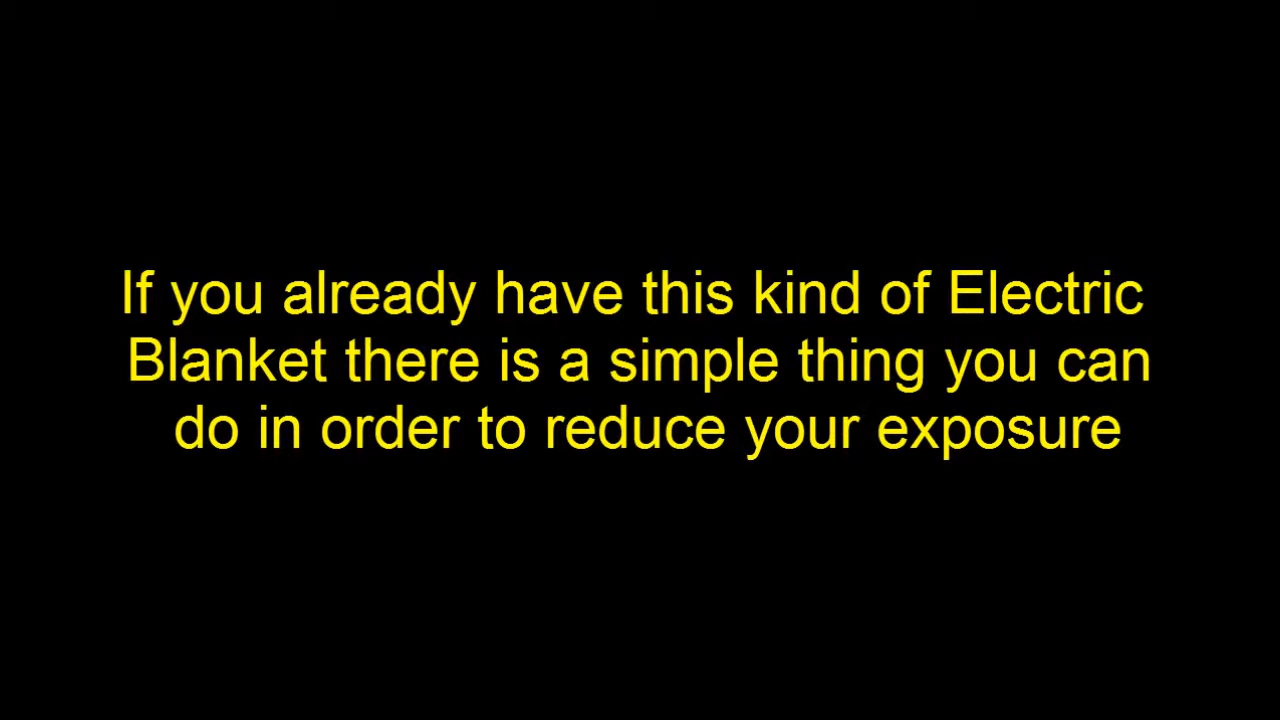 If you already have this kind of Electric
Blanket there is a simple thing you can
do in order to reduce your exposure